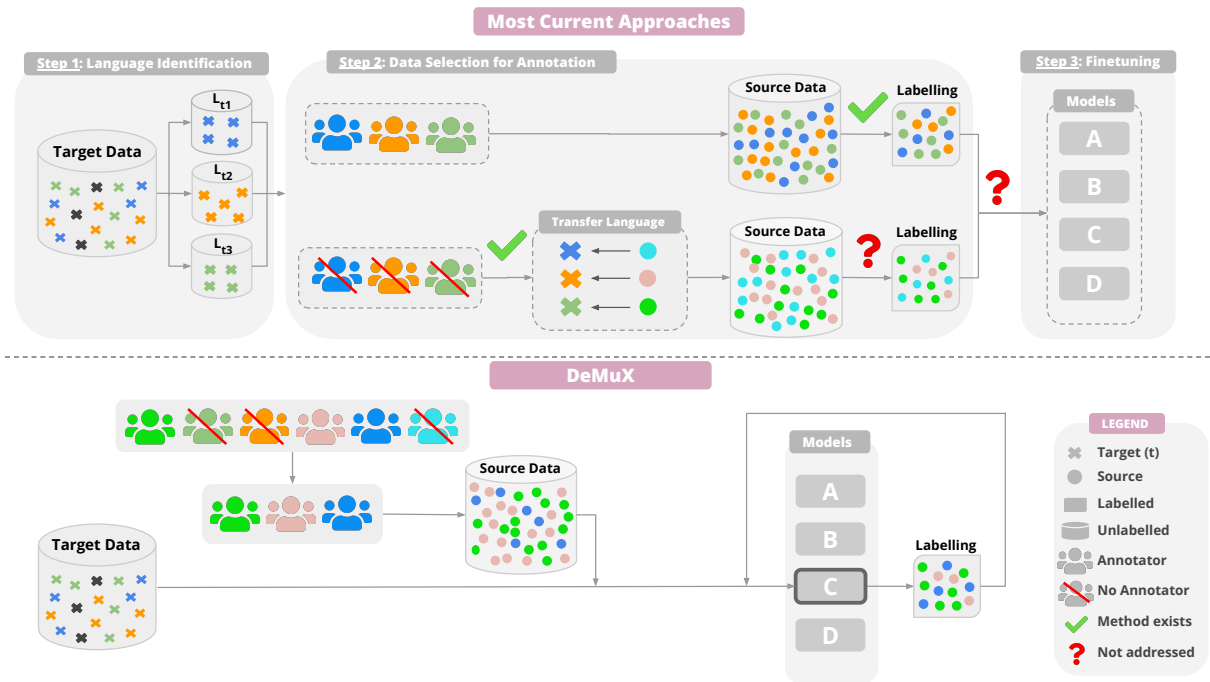 Most Current Approaches
Step 1: Language Identification
Step 2: Data Selection for Annotation
Step 3: Finetuning
Target Data
Lt1
Lt2
Lt3
Source Data
Labelling
Transfer Language
Source Data
Labelling
Models
A
B
C
D
DeMuX
Target Data
Source Data
Models
A
B
C
D
Labelling
LEGEND
Target (t)
Source
Labelled
Unlabelled
Annotator
No Annotator
Method exists
Not addressed